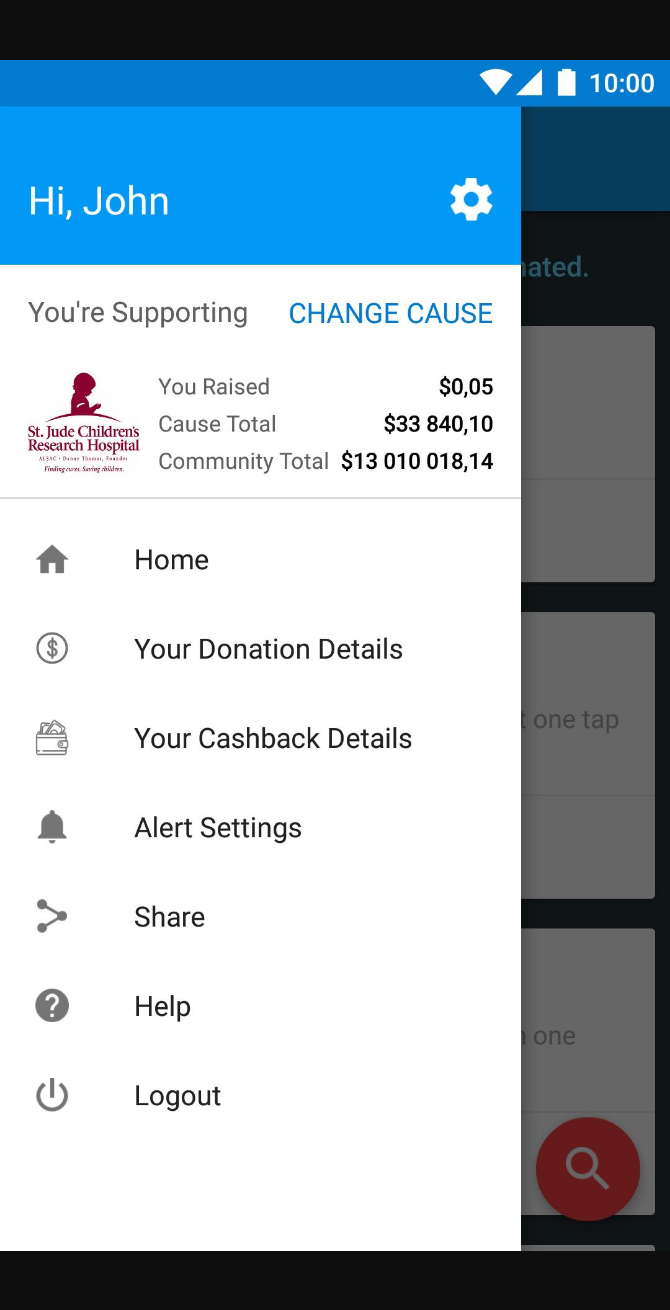 10:00
Hi, John
nated.
You're Supporting CHANGE CAUSE
St. Jude Children's
Research Hospital
ALSAC • Danny Thomas, Founder
Finding cures. Saving children.
You Raised $0,05
Cause Total $33 840,10
Community Total $13 010 018,14
Home
Your Donation Details
t one tap
Your Cashback Details
Alert Settings
Share
Help
n one
Logout